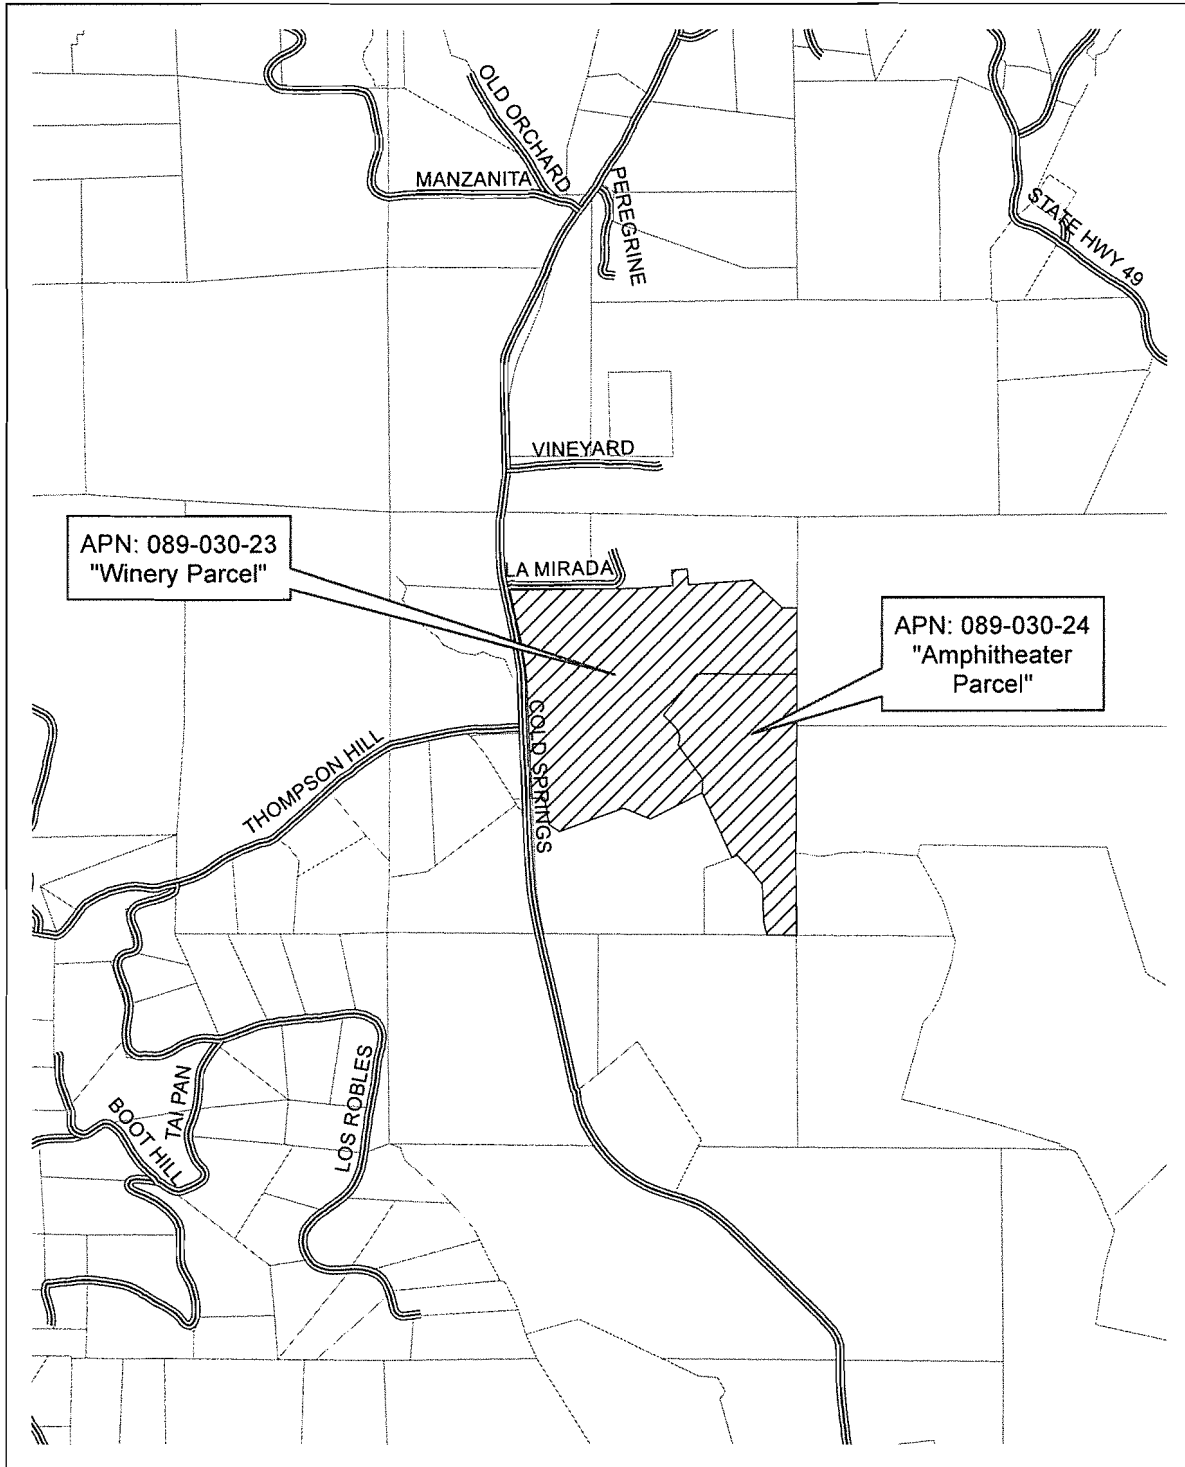 OLD ORCHARD
MANZANITA
PEREGRINE
STATE HWY 49
VINEYARD
APN: 089-030-23
"Winery Parcel"
LA MIRADA
APN: 089-030-24
"Amphitheater
Parcel"
COLD SPRINGS
THOMPSON HILL
TAI PAN
BOOT HILL
LOS ROBLES